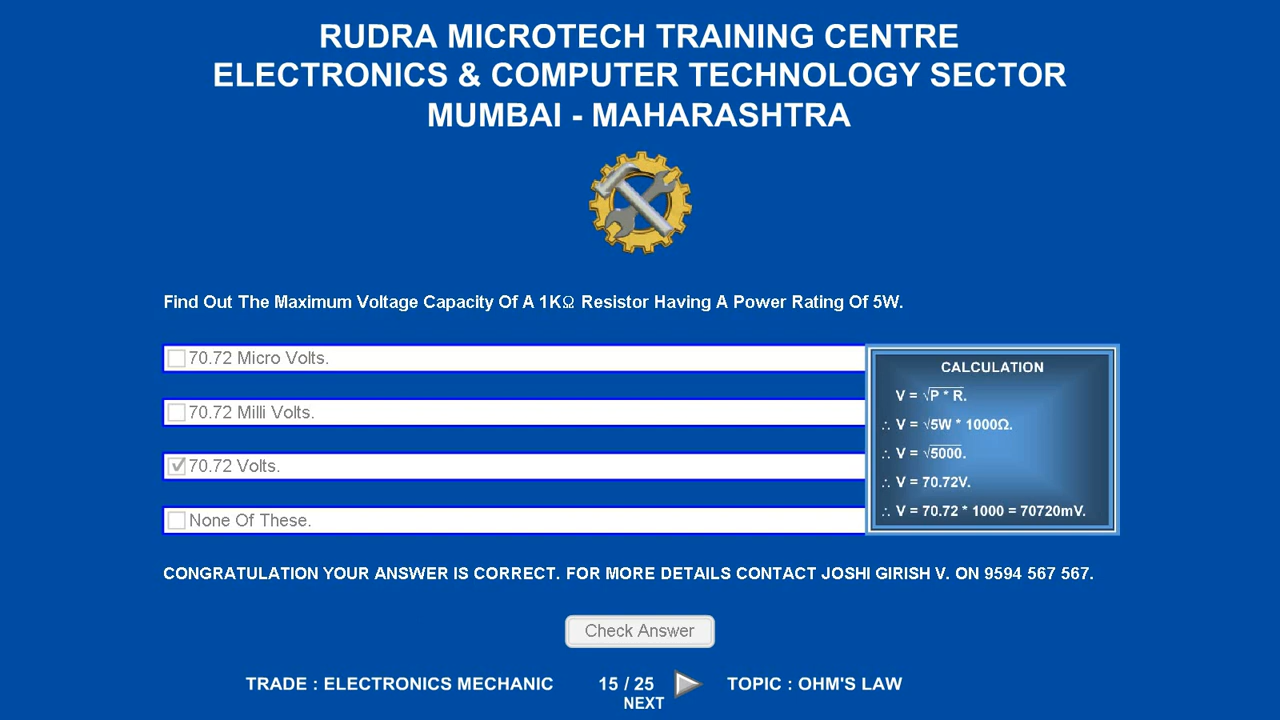 RUDRA MICROTECH TRAINING CENTRE
ELECTRONICS & COMPUTER TECHNOLOGY SECTOR
MUMBAI - MAHARASHTRA
Find Out The Maximum Voltage Capacity Of A 1KΩ Resistor Having A Power Rating Of 5W.
70.72 Micro Volts.
70.72 Milli Volts.
70.72 Volts.
None Of These.
CALCULATION
V = √P * R.
∴ V = √5W * 1000Ω.
∴ V = √5000.
∴ V = 70.72V.
∴ V = 70.72 * 1000 = 70720mV.
CONGRATULATION YOUR ANSWER IS CORRECT. FOR MORE DETAILS CONTACT JOSHI GIRISH V. ON 9594 567 567.
Check Answer
TRADE : ELECTRONICS MECHANIC 15 / 25 TOPIC : OHM'S LAW
NEXT